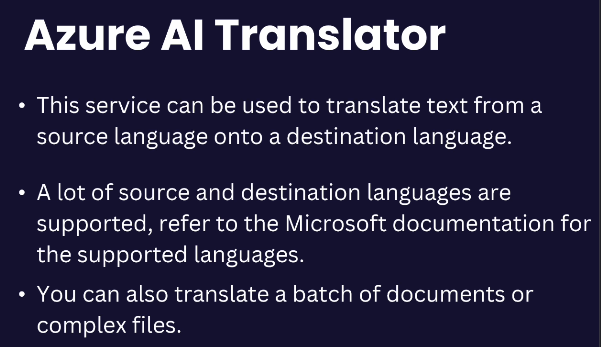 Azure AI Translator
• This service can be used to translate text from a
source language onto a destination language.
• A lot of source and destination languages are
supported, refer to the Microsoft documentation for
the supported languages.
• You can also translate a batch of documents or
complex files.